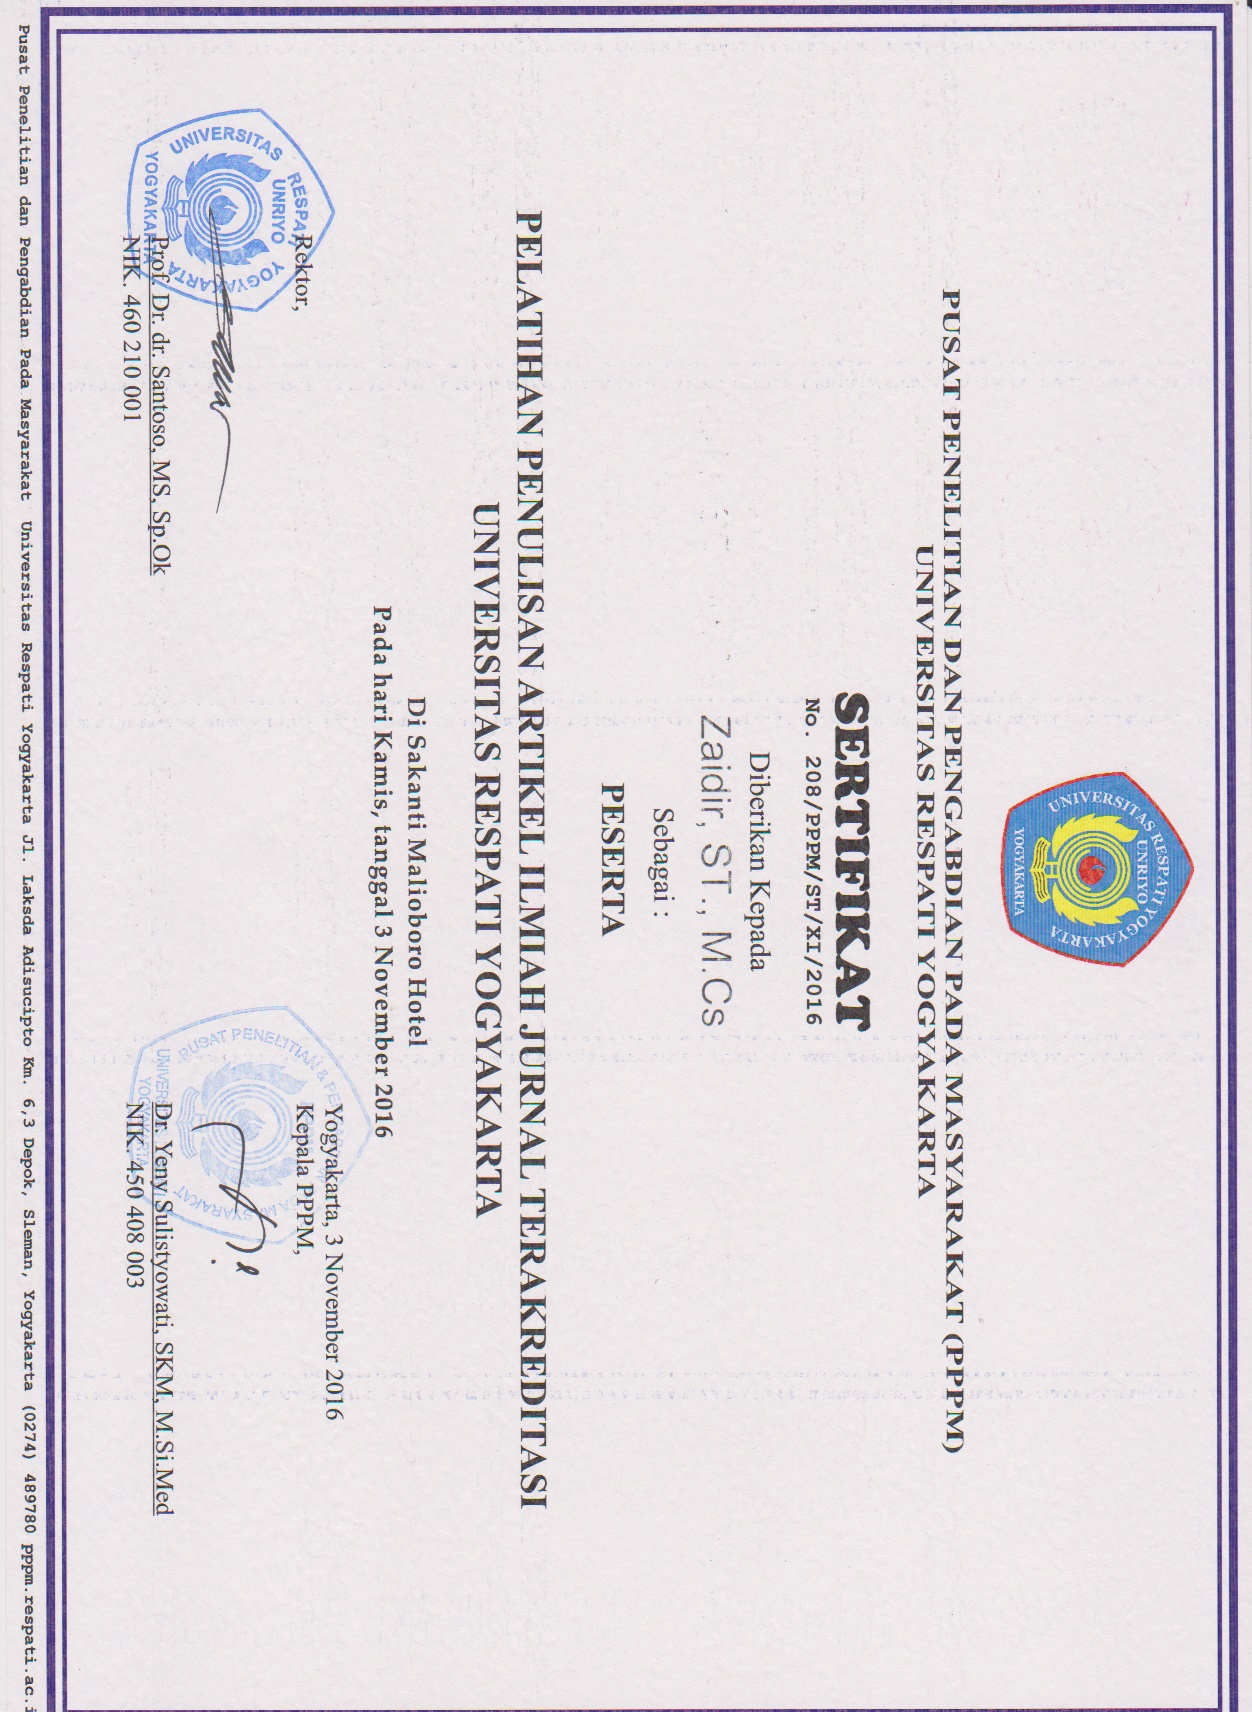 UNIVERSITAS RESPATI YOGYAKARTA
UNRIYO
YOGYAKARTA
PUSAT PENELITIAN DAN PENGABDIAN PADA MASYARAKAT (PPPM)
UNIVERSITAS RESPATI YOGYAKARTA
SERTIFIKAT
No. 208/PPPM/ST/XI/2016
Diberikan Kepada
Zaidir, ST., M.Cs
Sebagai :
PESERTA
PELATIHAN PENULISAN ARTIKEL ILMIAH JURNAL TERAKREDITASI
UNIVERSITAS RESPATI YOGYAKARTA
Di Sakanti Malioboro Hotel
Pada hari Kamis, tanggal 3 November 2016
Rektor,
UNIVERSITAS RESPATI YOGYAKARTA
UNRIYO
YOGYAKARTA
Prof. Dr. dr. Santoso, MS, Sp.Ok
NIK. 460 210 001
Yogyakarta, 3 November 2016
Kepala PPPM,
PUSAT PENELITIAN &
MASYARAKAT
YOGYAKARTA
Dr. Yeny Sulistyowati, SKM, M.Si.Med
NIK. 450 408 003
Pusat Penelitian dan Pengabdian Pada Masyarakat Universitas Respati Yogyakarta Jl. Laksda Adisucipto Km. 6,3 Depok, Sleman, Yogyakarta (0274) 489780 pppm.respati.ac.i